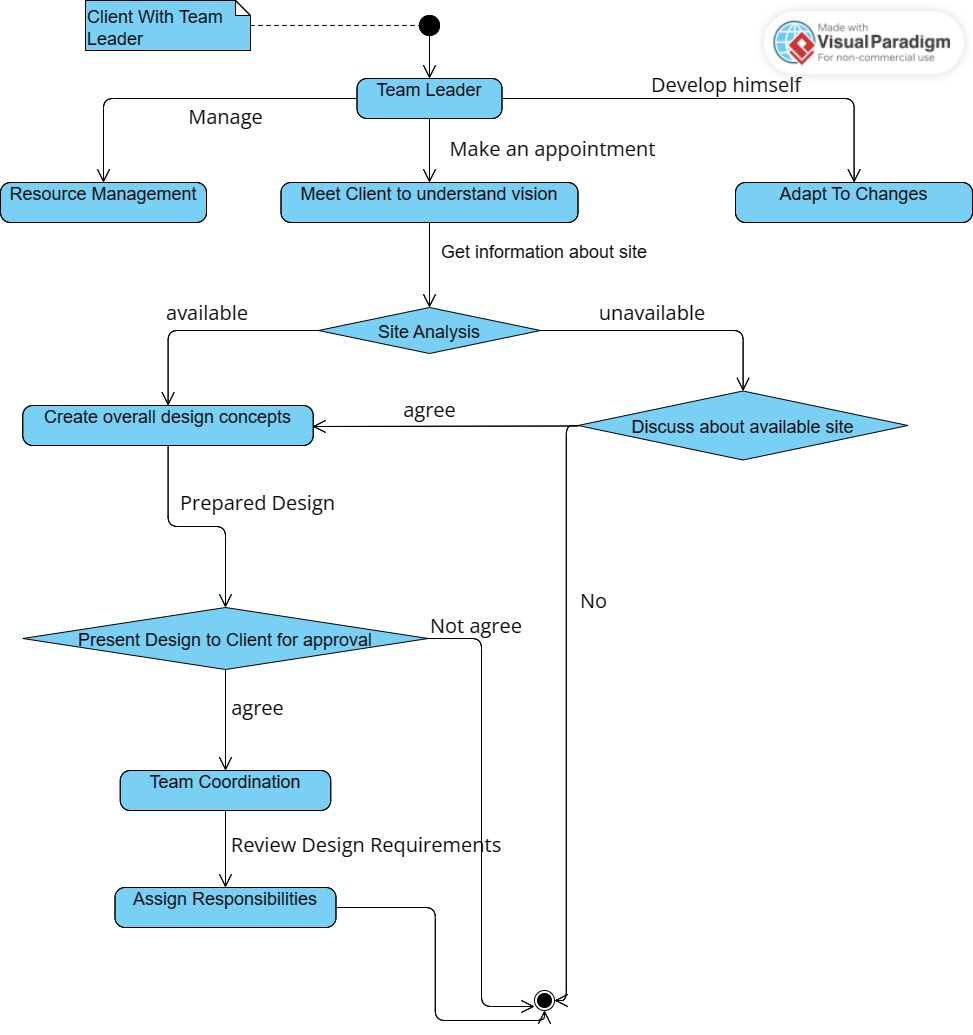 Client With Team
Leader
Made with
VisualParadigm
For non-commercial use
Team Leader
Develop himself
Manage
Make an appointment
Resource Management
Meet Client to understand vision
Adapt To Changes
Get information about site
available
unavailable
Site Analysis
Create overall design concepts
agree
Discuss about available site
Prepared Design
No
Not agree
Present Design to Client for approval
agree
Team Coordination
Review Design Requirements
Assign Responsibilities